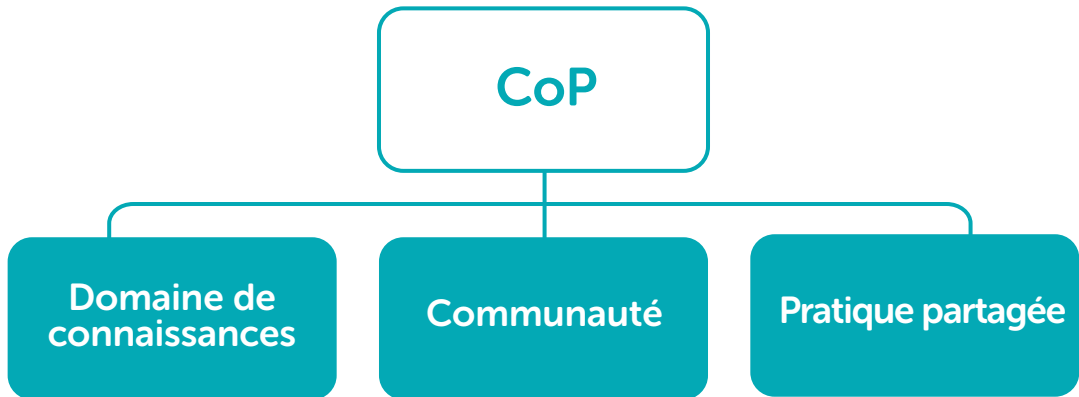 CoP
Domaine de
connaissances
Communauté
Pratique partagée